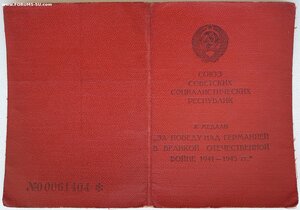 www.FORUMS-SU.com
СОЮЗ
СОВЕТСКИХ
СОЦИАЛИСТИЧЕСКИХ
РЕСПУБЛИК
К МЕДАЛИ
„ЗА ПОБЕДУ НАД ГЕРМАНИЕЙ
В ВЕЛИКОЙ ОТЕЧЕСТВЕННОЙ
ВОЙНЕ 1941—1945 гг.“
№0061404 *